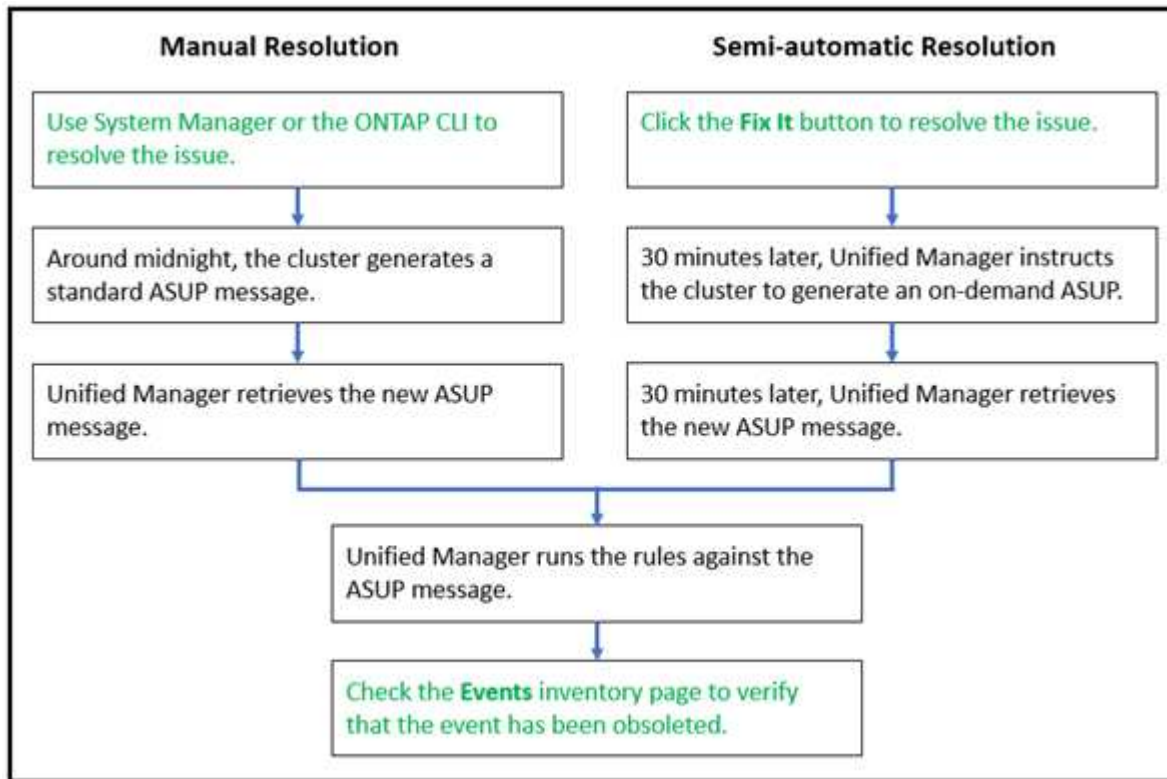 Manual Resolution
Use System Manager or the ONTAP CLI to
resolve the issue.
Around midnight, the cluster generates a
standard ASUP message.
Unified Manager retrieves the new ASUP
message.
Semi-automatic Resolution
Click the Fix It button to resolve the issue.
30 minutes later, Unified Manager instructs
the cluster to generate an on-demand ASUP.
30 minutes later, Unified Manager retrieves
the new ASUP message.
Unified Manager runs the rules against the
ASUP message.
Check the Events inventory page to verify
that the event has been obsoleted.